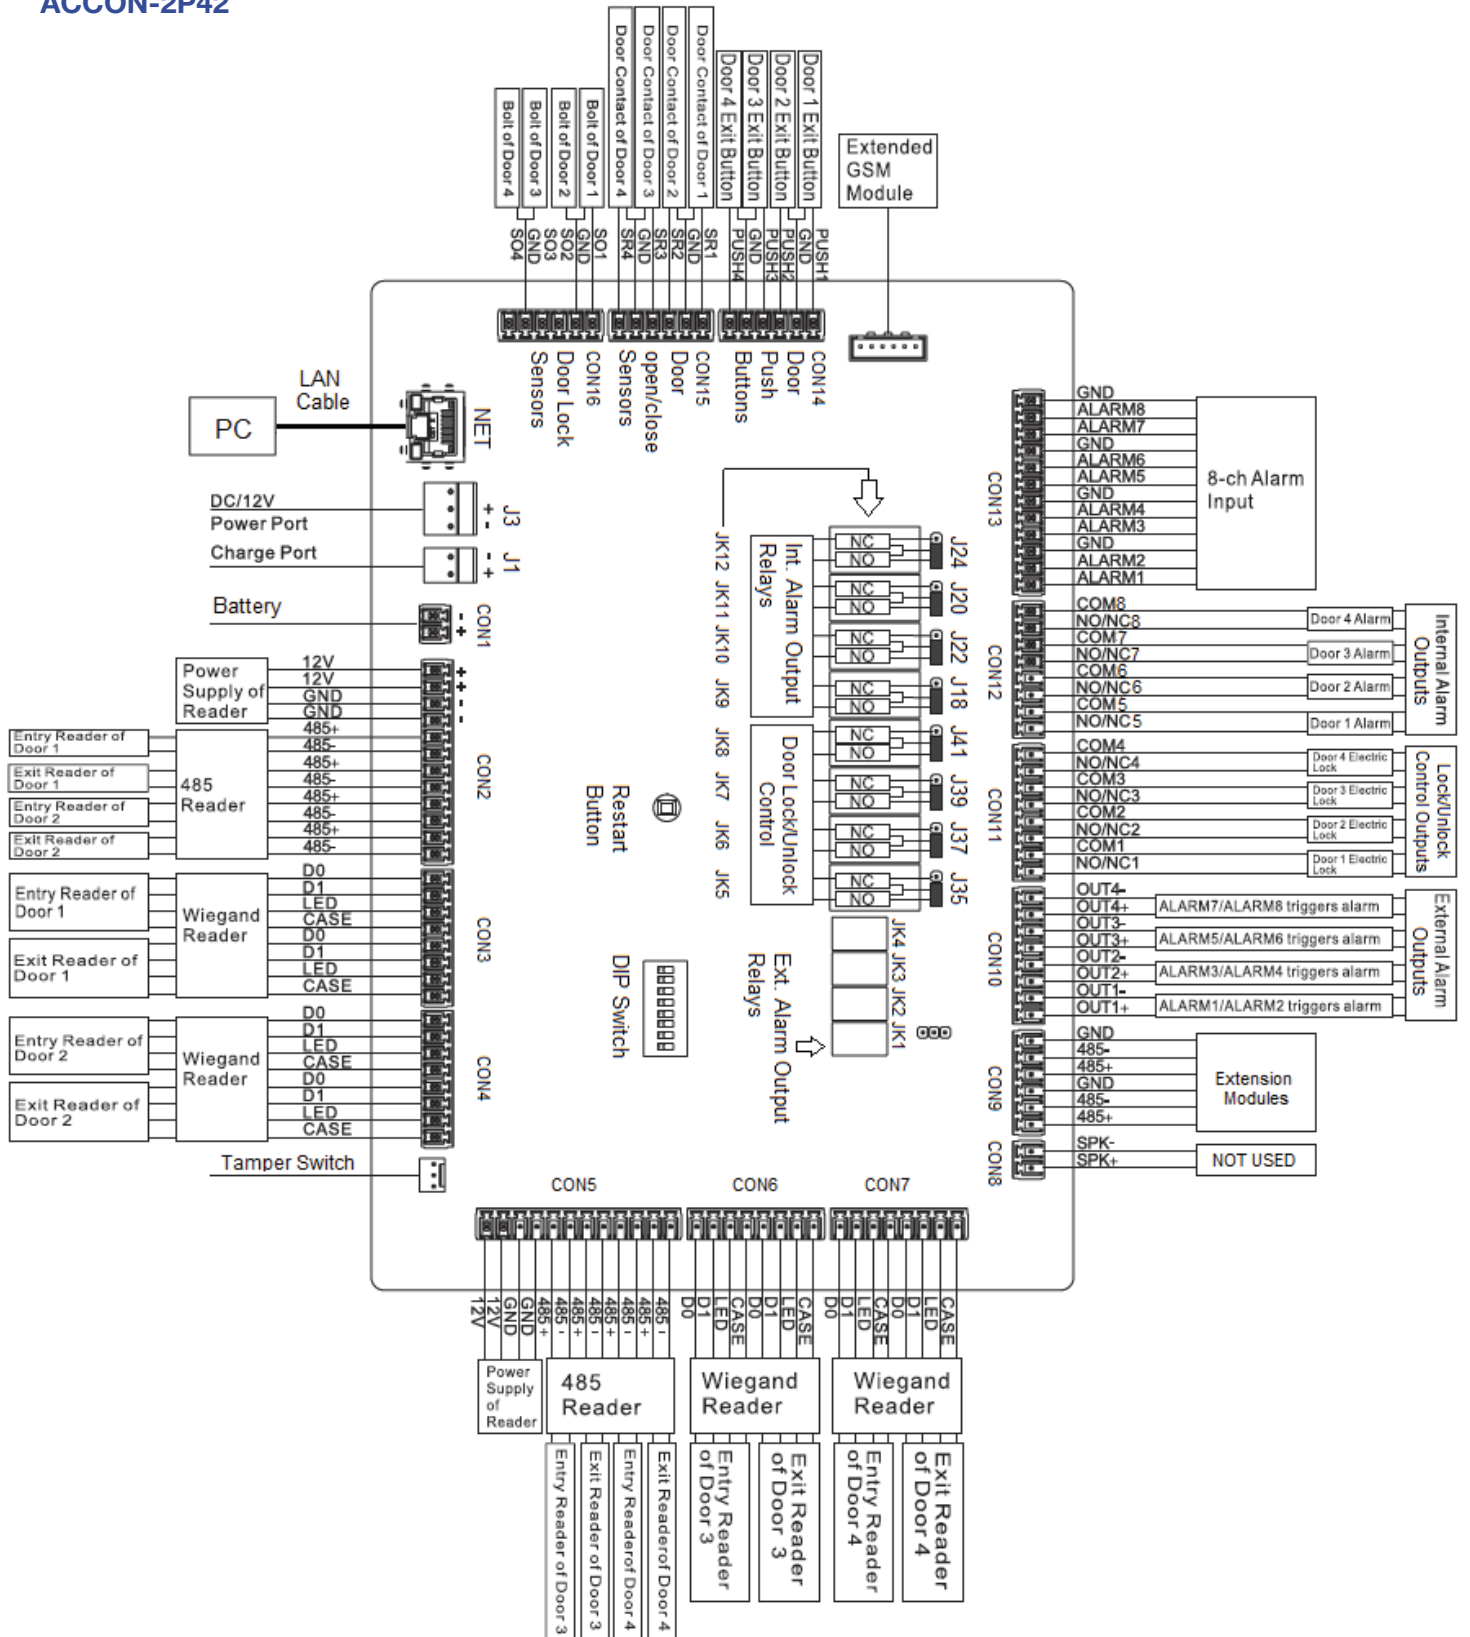 ACCON-2P42
Bolt of Door 4
Bolt of Door 3
Bolt of Door 2
Bolt of Door 1
Door Contact of Door 4
Door Contact of Door 3
Door Contact of Door 2
Door Contact of Door 1
Door 4 Exit Button
Door 3 Exit Button
Door 2 Exit Button
Door 1 Exit Button
Extended
GSM
Module
SO4
GND
SO3
SO2
GND
SO1
SR4
GND
SR3
SR2
GND
SR1
PUSH4
GND
PUSH3
PUSH2
GND
PUSH1
CON16
Door Lock
Sensors
CON15
Door
open/close
Sensors
CON14
Door
Push
Buttons
LAN
Cable
PC
NET
DC/12V
Power Port
+
-
J3
Charge Port
-
+
J1
Battery
-
+
CON1
Power
Supply of
Reader
12V
12V
GND
GND
+
+
-
-
485+
485-
485+
485-
485+
485-
485+
485-
Entry Reader of
Door 1
Exit Reader of
Door 1
Entry Reader of
Door 2
Exit Reader of
Door 2
485
Reader
CON2
Entry Reader of
Door 1
Exit Reader of
Door 1
Wiegand
Reader
D0
D1
LED
CASE
D0
D1
LED
CASE
CON3
Entry Reader of
Door 2
Exit Reader of
Door 2
Wiegand
Reader
D0
D1
LED
CASE
D0
D1
LED
CASE
CON4
Tamper Switch
Restart
Button
DIP Switch
JK12
JK11
JK10
JK9
JK8
JK7
JK6
JK5
Int. Alarm Output
Relays
Door Lock/Unlock
Control
NC
NO
J24
NC
NO
J20
NC
NO
J22
NC
NO
J18
NC
NO
J41
NC
NO
J39
NC
NO
J37
NC
NO
J35
JK4
JK3
JK2
JK1
Ext. Alarm Output
Relays
CON13
GND
ALARM8
ALARM7
GND
ALARM6
ALARM5
GND
ALARM4
ALARM3
GND
ALARM2
ALARM1
8-ch Alarm
Input
CON12
COM8
NO/NC8
COM7
NO/NC7
COM6
NO/NC6
COM5
NO/NC5
Door 4 Alarm
Door 3 Alarm
Door 2 Alarm
Door 1 Alarm
Internal Alarm
Outputs
CON11
COM4
NO/NC4
COM3
NO/NC3
COM2
NO/NC2
COM1
NO/NC1
Door 4 Electric
Lock
Door 3 Electric
Lock
Door 2 Electric
Lock
Door 1 Electric
Lock
Lock/Unlock
Control Outputs
CON10
OUT4-
OUT4+
OUT3-
OUT3+
OUT2-
OUT2+
OUT1-
OUT1+
ALARM7/ALARM8 triggers alarm
ALARM5/ALARM6 triggers alarm
ALARM3/ALARM4 triggers alarm
ALARM1/ALARM2 triggers alarm
External Alarm
Outputs
CON9
GND
485-
485+
GND
485-
485+
Extension
Modules
CON8
SPK-
SPK+
NOT USED
CON5
CON6
CON7
12V
12V
GND
GND
485+
485-
485+
485-
485+
485-
485+
485-
D0
D1
LED
CASE
D0
D1
LED
CASE
D0
D1
LED
CASE
D0
D1
LED
CASE
Power
Supply
of
Reader
485
Reader
Wiegand
Reader
Wiegand
Reader
Entry Reader of Door 3
Exit Reader of Door 3
Entry Readerof Door 4
Exit Readerof Door 4
Entry Reader
of Door 3
Exit Reader
of Door 3
Entry Reader
of Door 4
Exit Reader
of Door 4